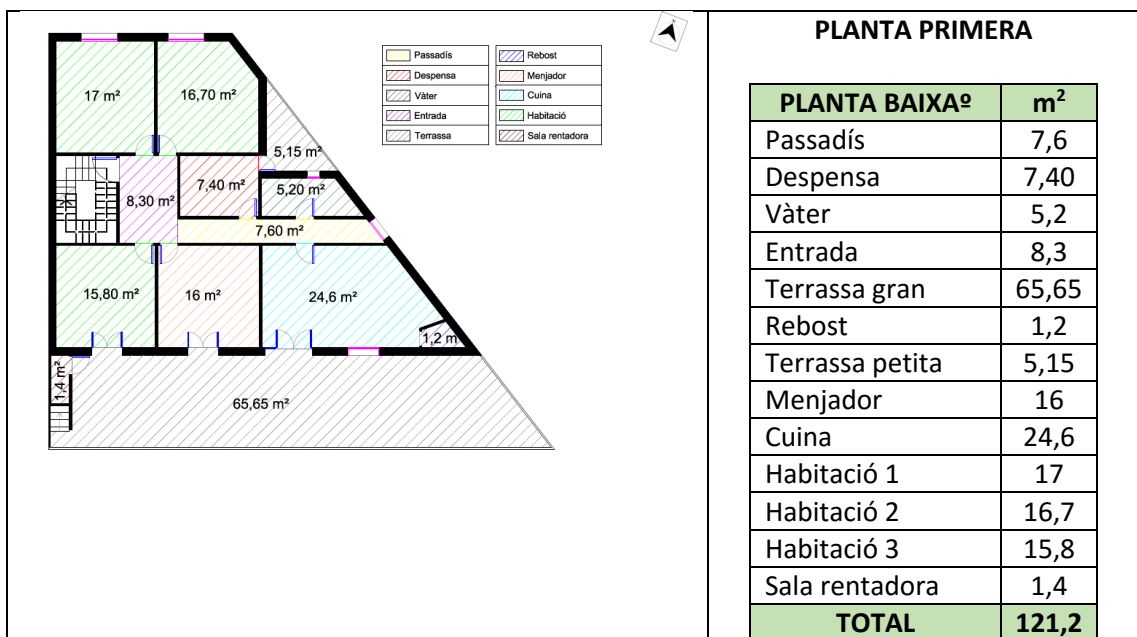 17 m²
16,70 m²
5,15 m²
7,40 m²
5,20 m²
8,30 m²
7,60 m²
15,80 m²
16 m²
24,6 m²
1,2 m
1,4 m²
65,65 m²
Passadís
Despensa
Vàter
Entrada
Terrassa
Rebost
Menjador
Cuina
Habitació
Sala rentadora
PLANTA PRIMERA
PLANTA BAIXAº m²
Passadís 7,6
Despensa 7,40
Vàter 5,2
Entrada 8,3
Terrassa gran 65,65
Rebost 1,2
Terrassa petita 5,15
Menjador 16
Cuina 24,6
Habitació 1 17
Habitació 2 16,7
Habitació 3 15,8
Sala rentadora 1,4
TOTAL 121,2